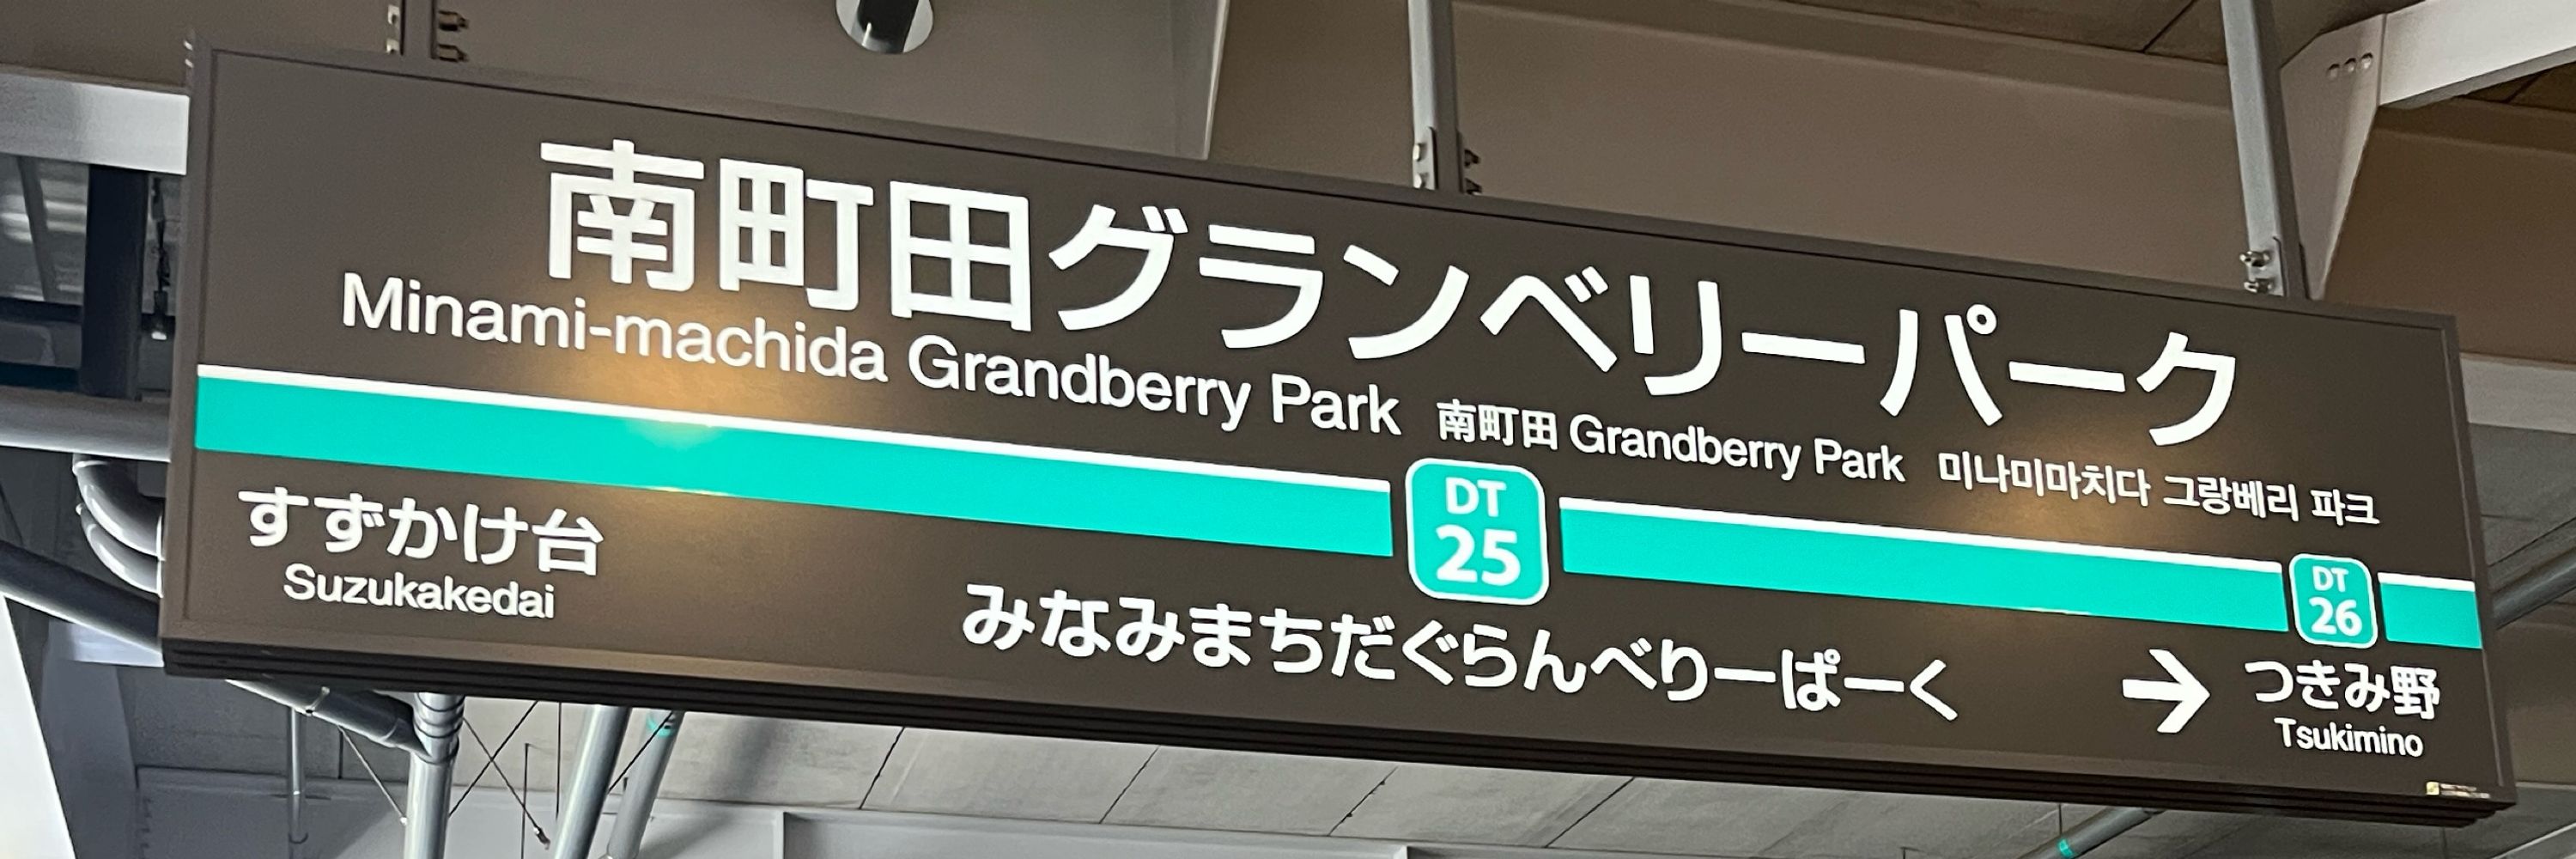 南町田グランベリーパーク
Minami-machida Grandberry Park 南町田 Grandberry Park 미나미마치다 그랑베리 파크
DT
25
DT
26
すずかけ台
Suzukakedai
みなみまちだぐらんべりーぱーく
→ つきみ野
Tsukimino